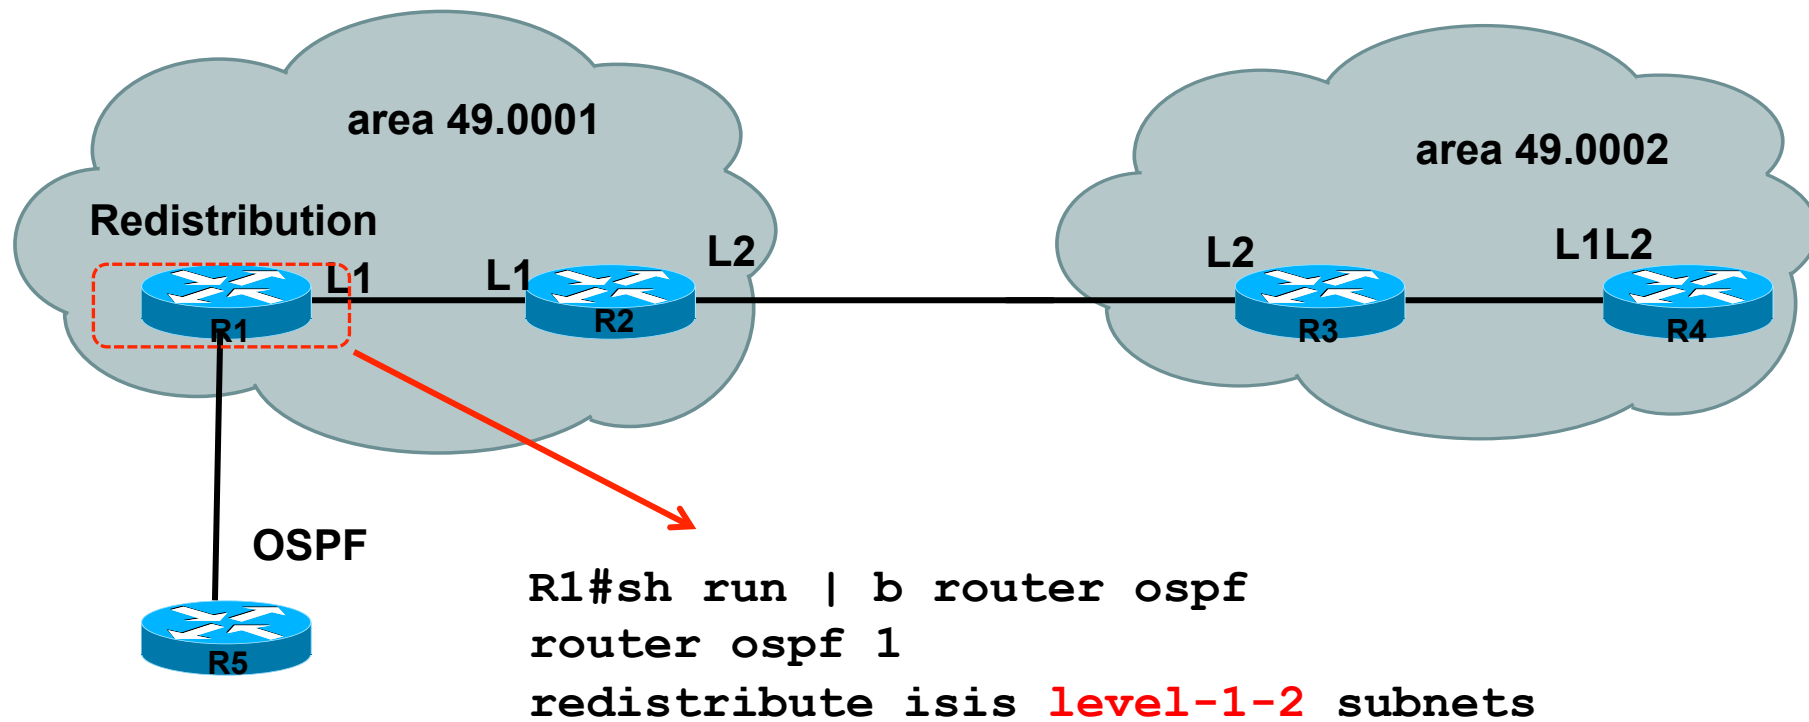 area 49.0001
area 49.0002
Redistribution
L1
L1
L2
L2
L1L2
R1
R2
R3
R4
OSPF
R5
R1#sh run | b router ospf
router ospf 1
redistribute isis level-1-2 subnets